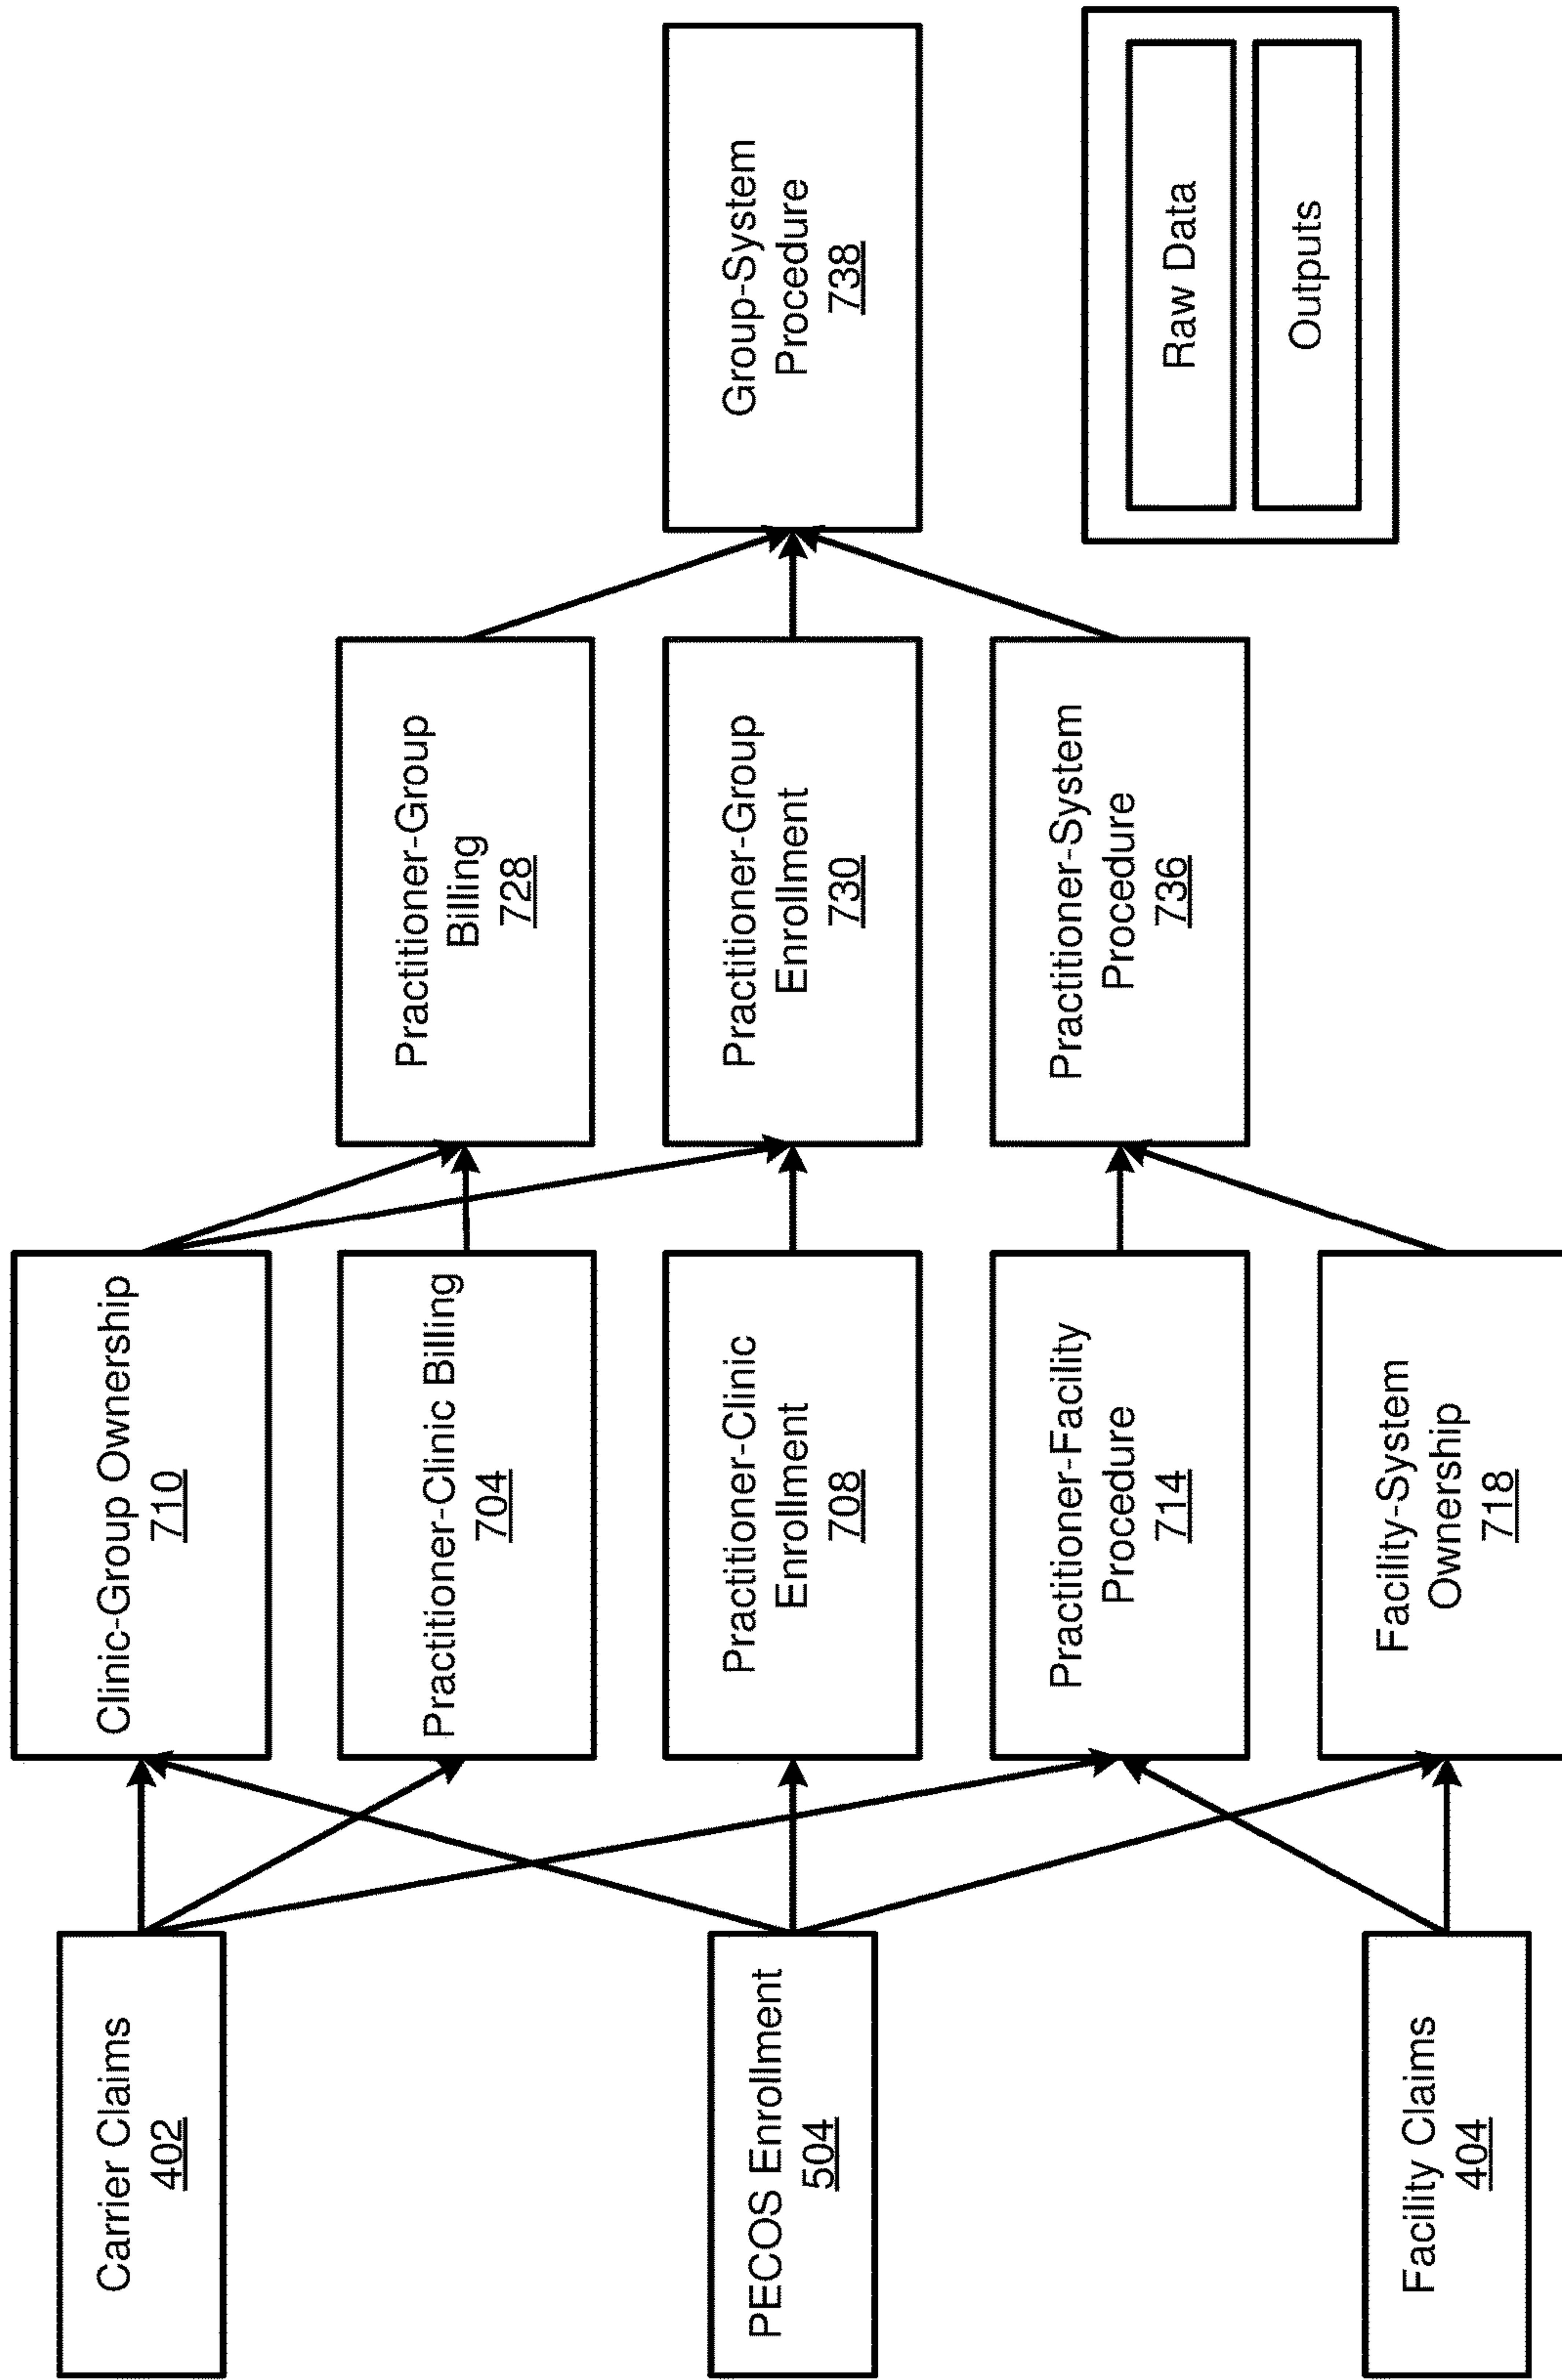 Carrier Claims
402
PECOS Enrollment
504
Facility Claims
404
Clinic-Group Ownership
710
Practitioner-Clinic Billing
704
Practitioner-Clinic
Enrollment
708
Practitioner-Facility
Procedure
714
Facility-System
Ownership
718
Practitioner-Group
Billing
728
Practitioner-Group
Enrollment
730
Practitioner-System
Procedure
736
Group-System
Procedure
738
Raw Data
Outputs